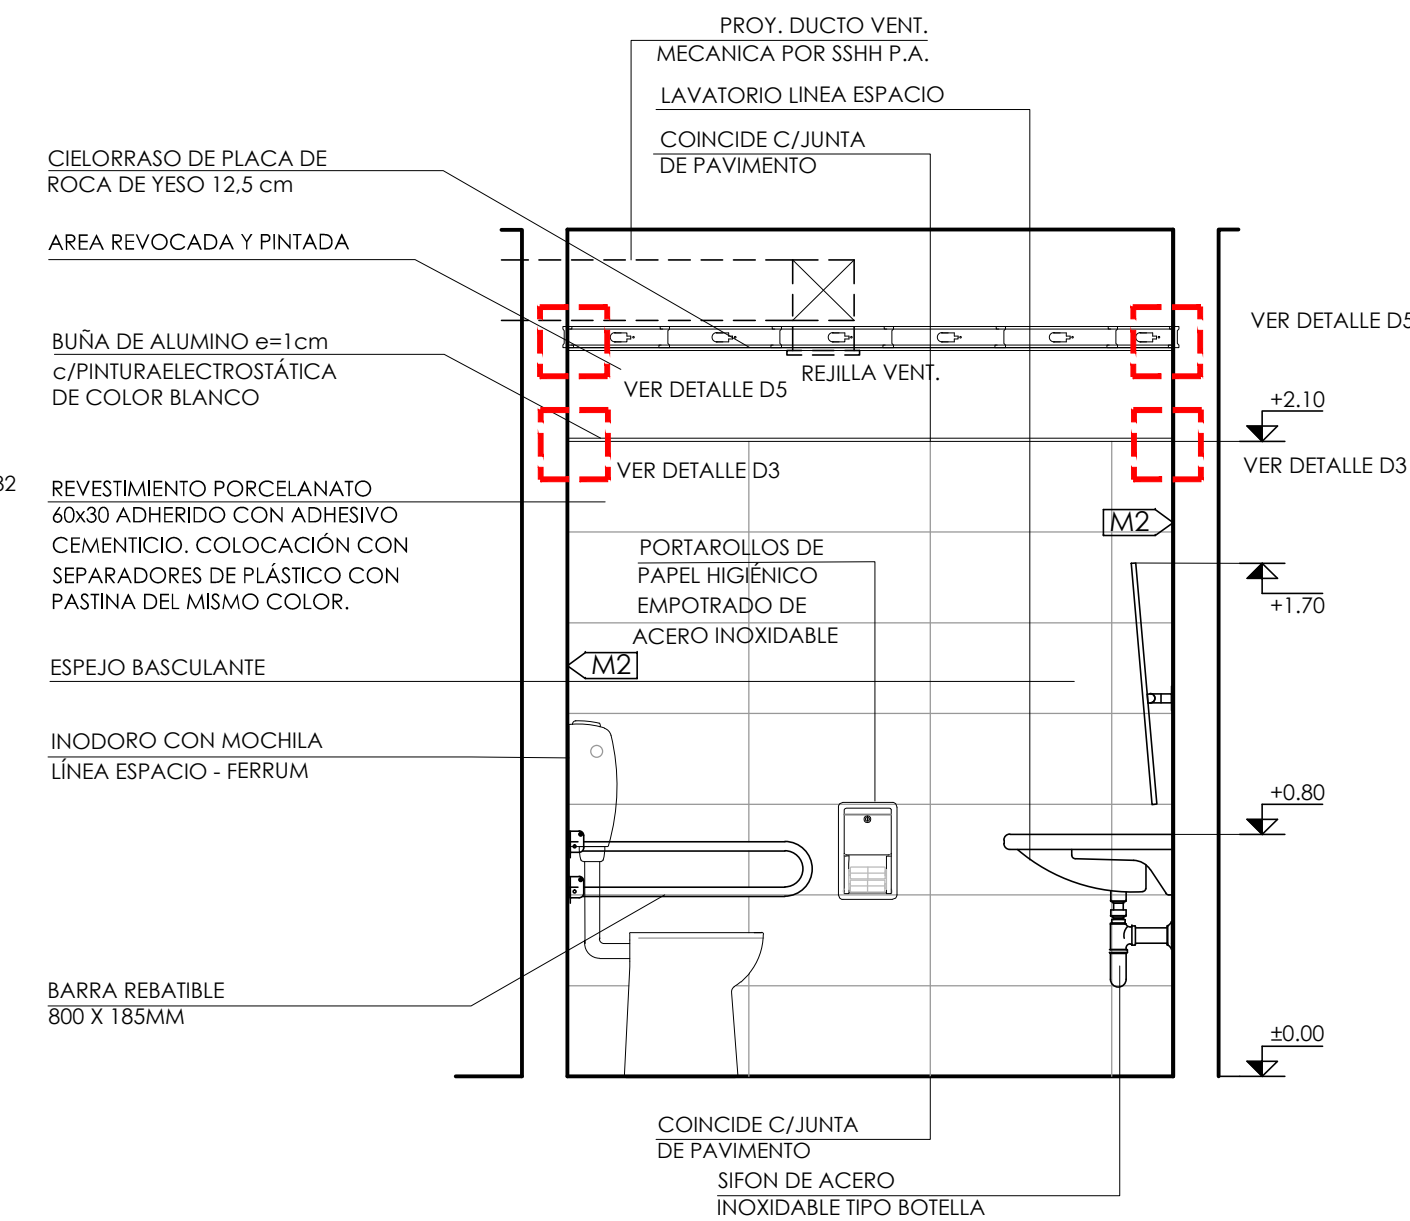 PROY. DUCTO VENT.
MECANICA POR SSHH P.A.
LAVATORIO LINEA ESPACIO
COINCIDE C/JUNTA
DE PAVIMENTO
CIELORRASO DE PLACA DE
ROCA DE YESO 12,5 cm
AREA REVOCADA Y PINTADA
BUÑA DE ALUMINO e=1cm
c/PINTURAELECTROSTÁTICA
DE COLOR BLANCO
VER DETALLE D5
REJILLA VENT.
VER DETALLE D5
+2.10
VER DETALLE D3
VER DETALLE D3
32
REVESTIMIENTO PORCELANATO
60x30 ADHERIDO CON ADHESIVO
CEMENTICIO. COLOCACIÓN CON
SEPARADORES DE PLÁSTICO CON
PASTINA DEL MISMO COLOR.
M2
PORTAROLLOS DE
PAPEL HIGIÉNICO
EMPOTRADO DE
ACERO INOXIDABLE
+1.70
ESPEJO BASCULANTE
M2
INODORO CON MOCHILA
LÍNEA ESPACIO - FERRUM
+0.80
BARRA REBATIBLE
800 X 185MM
±0.00
COINCIDE C/JUNTA
DE PAVIMENTO
SIFON DE ACERO
INOXIDABLE TIPO BOTELLA